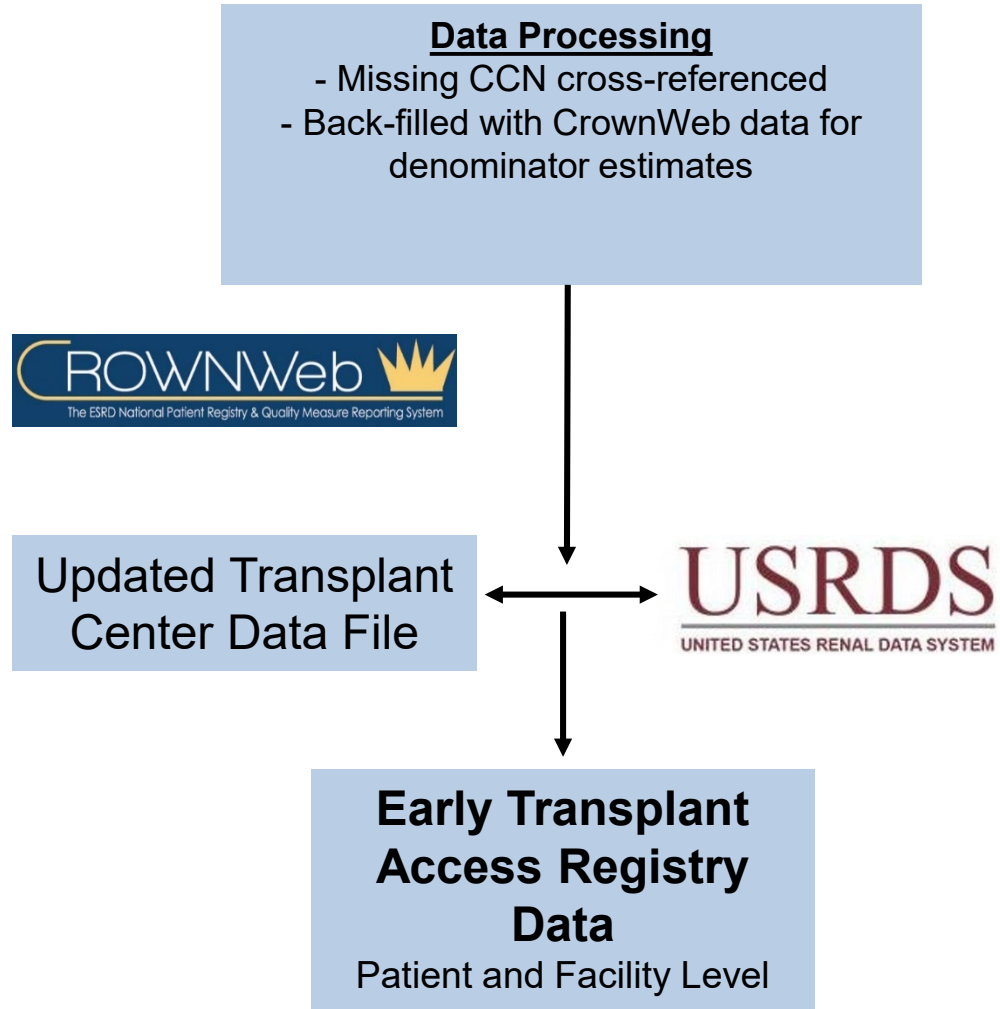 Data Processing
- Missing CCN cross-referenced
- Back-filled with CrownWeb data for
denominator estimates
CROWNWeb
The ESRD National Patient Registry & Quality Measure Reporting System
Updated Transplant
Center Data File
USRDS
UNITED STATES RENAL DATA SYSTEM
Early Transplant
Access Registry
Data
Patient and Facility Level